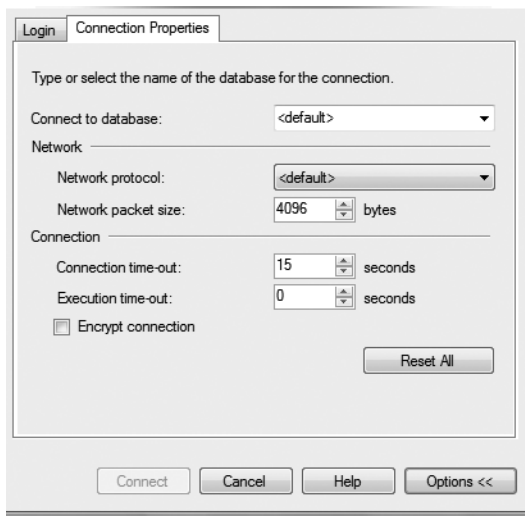 Login Connection Properties
Type or select the name of the database for the connection.
Connect to database: <default>
Network
Network protocol: <default>
Network packet size: 4096 bytes
Connection
Connection time-out: 15 seconds
Execution time-out: 0 seconds
Encrypt connection
Reset All
Connect Cancel Help Options <<